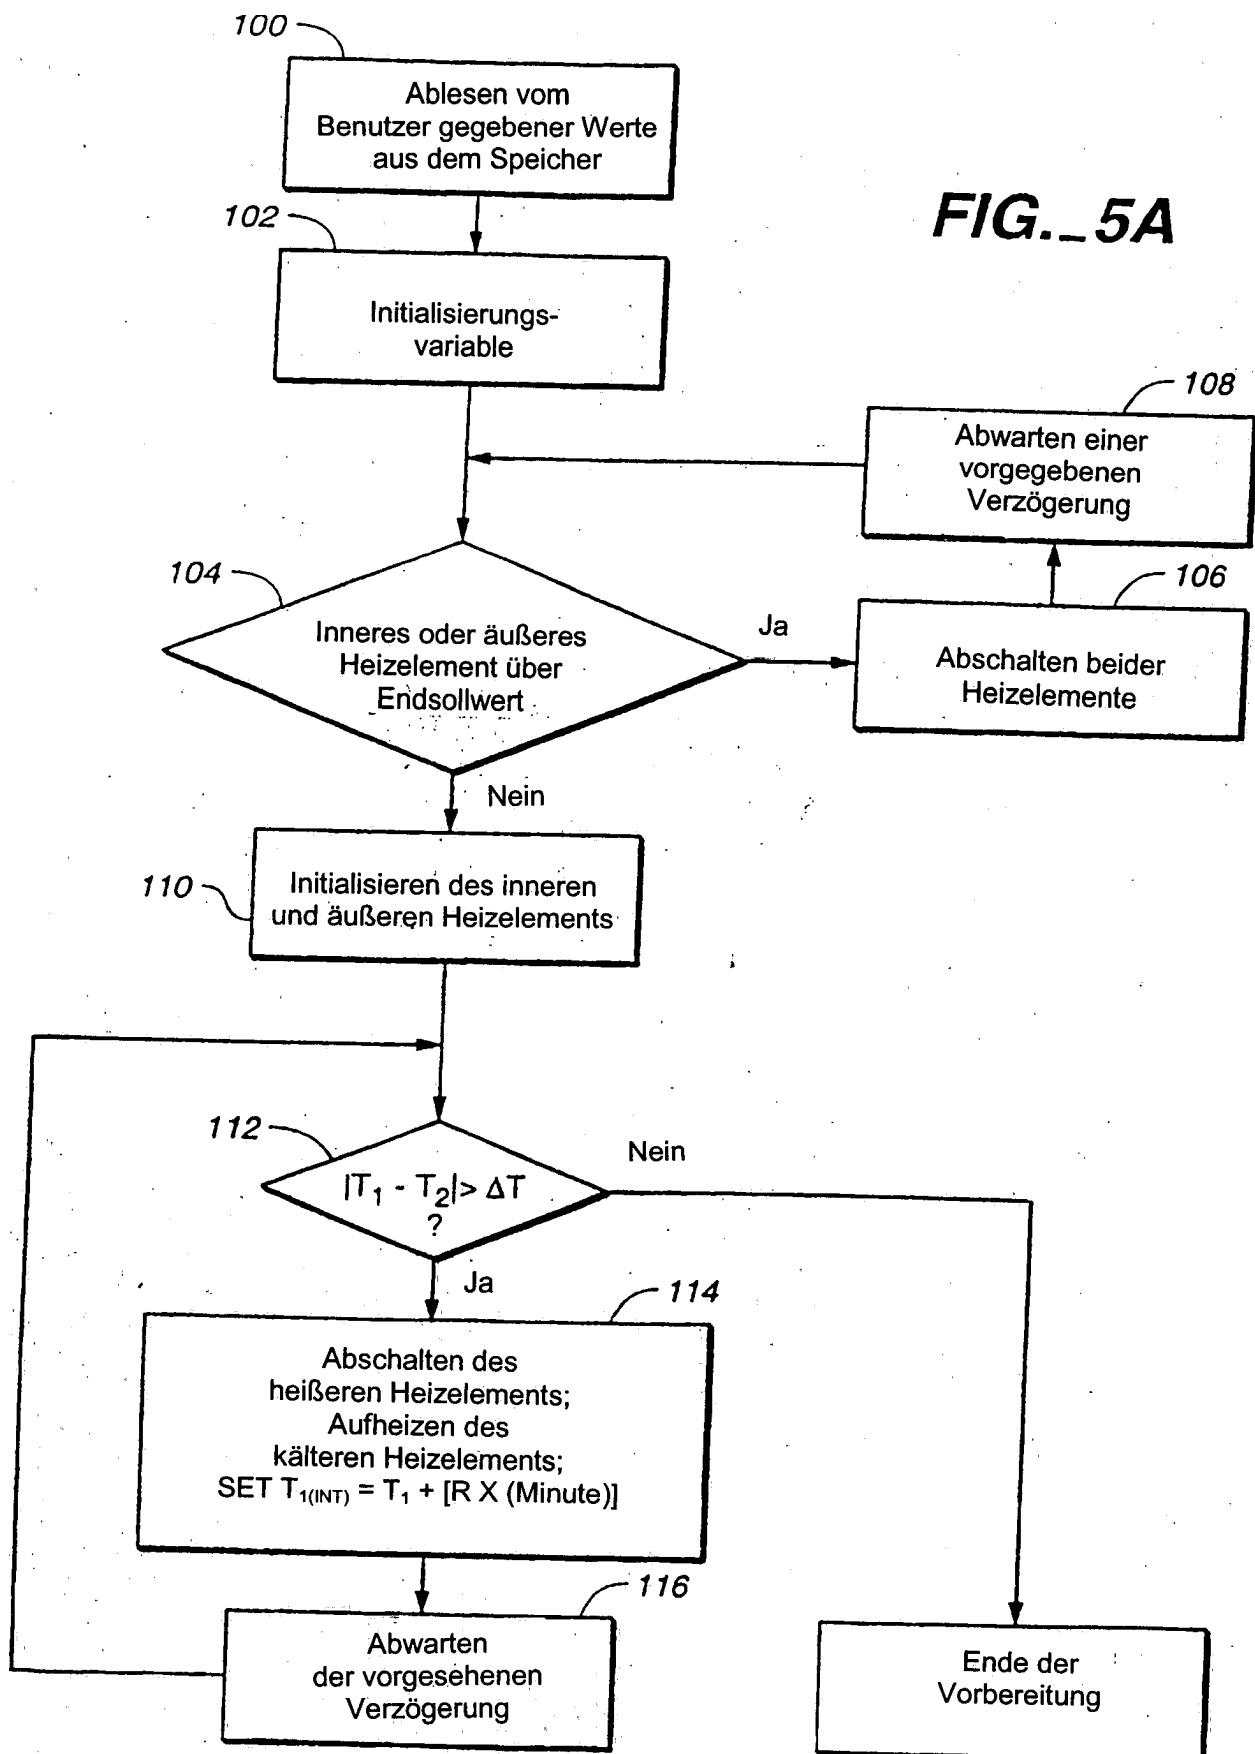 100
Ablesen vom
Benutzer gegebener Werte
aus dem Speicher
FIG._5A
102
Initialisierungs-
variable
108
Abwarten einer
vorgegebenen
Verzögerung
104
Inneres oder äußeres
Heizelement über
Endsollwert
Ja
106
Abschalten beider
Heizelemente
Nein
110
Initialisieren des inneren
und äußeren Heizelements
112
|T₁ - T₂| > ΔT
?
Nein
Ja
114
Abschalten des
heißeren Heizelements;
Aufheizen des
kälteren Heizelements;
SET T₁(INT) = T₁ + [R X (Minute)]
116
Abwarten
der vorgesehenen
Verzögerung
Ende der
Vorbereitung